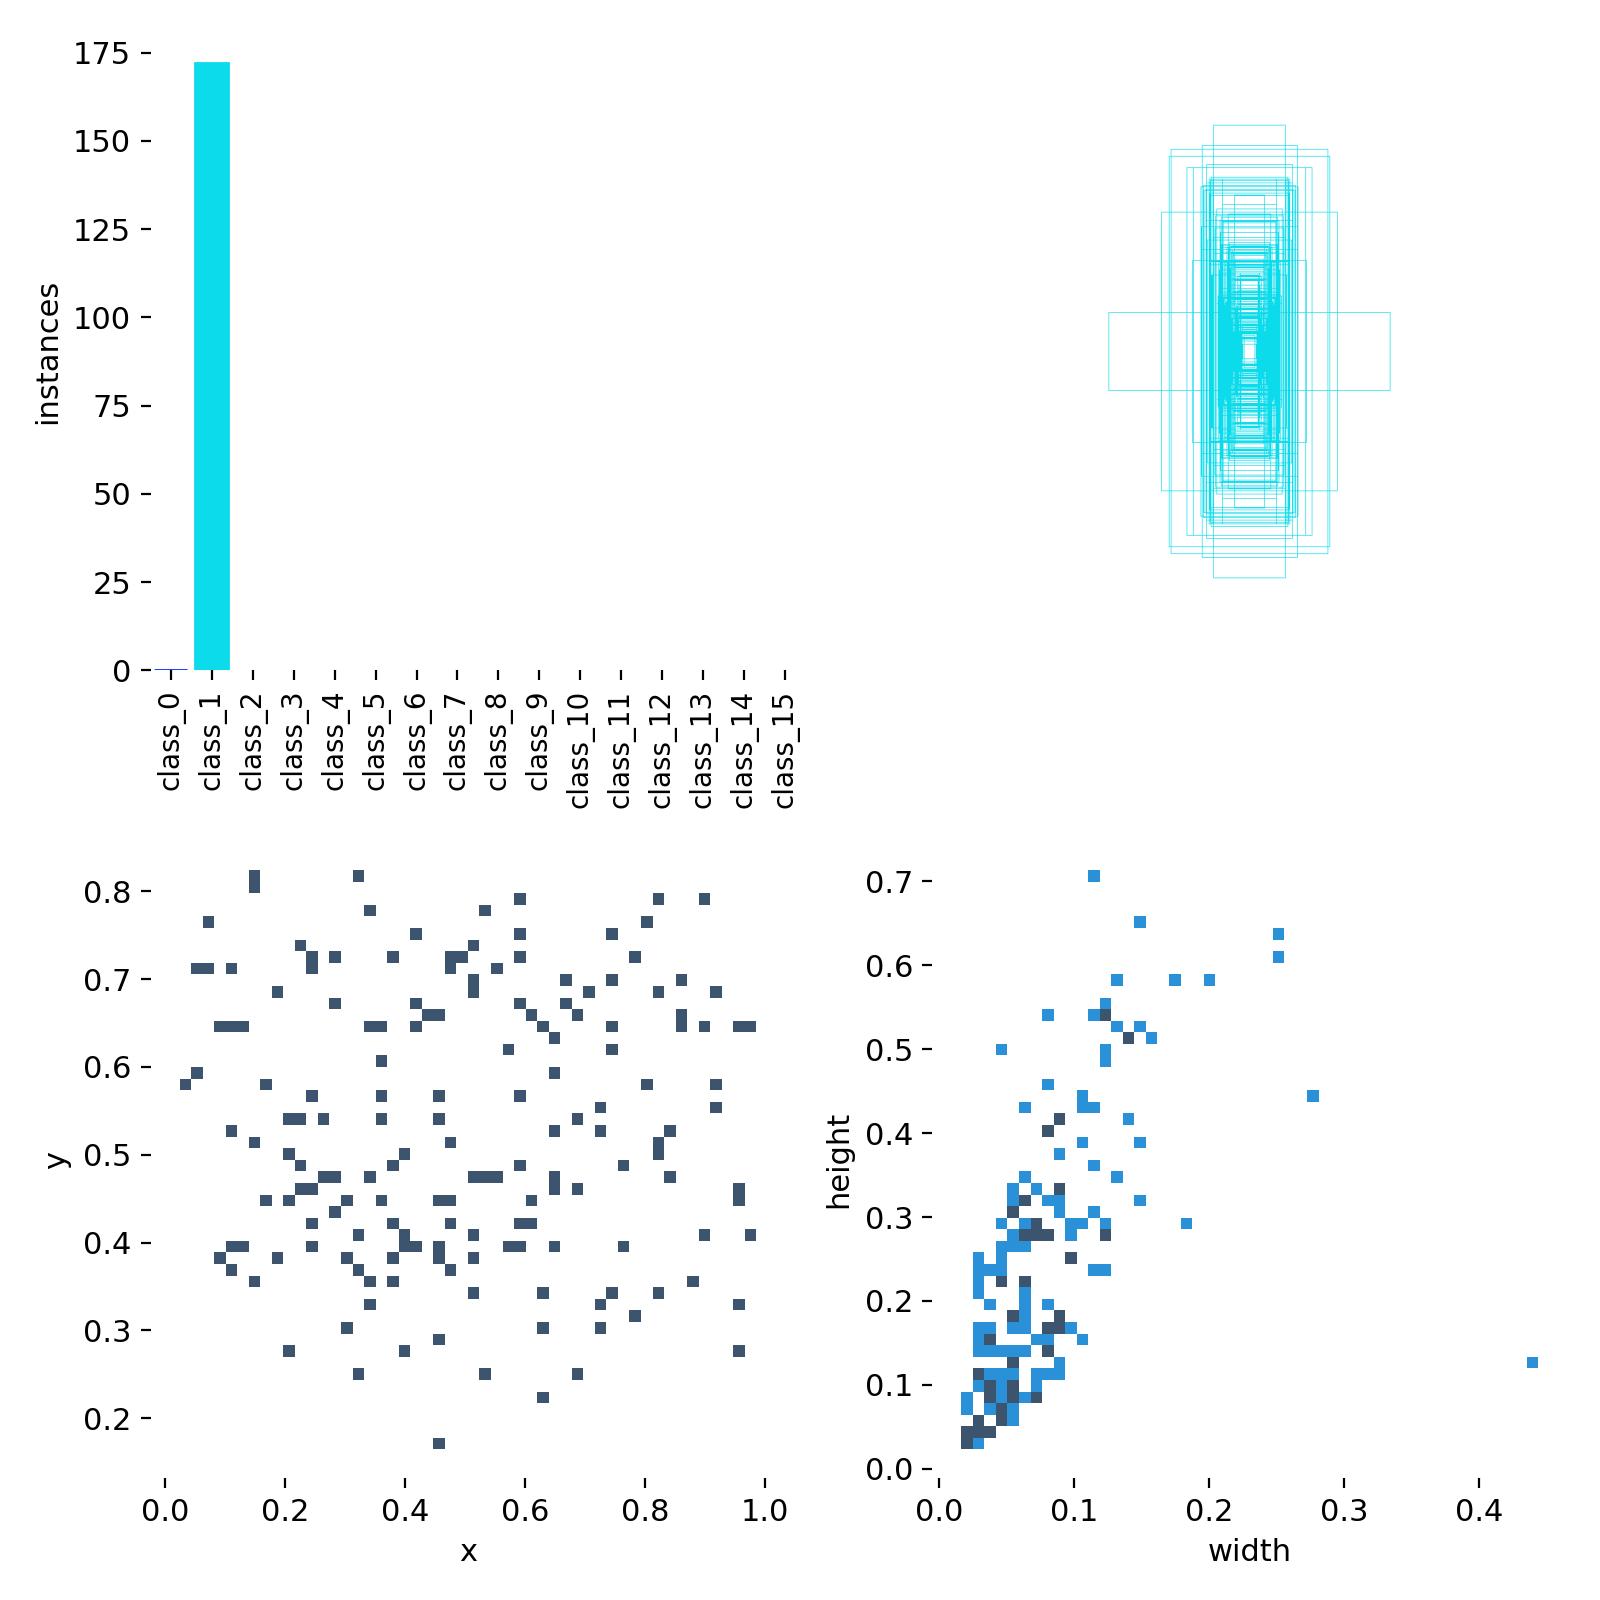 175
150
125
100
75
50
25
0
instances
class_0
class_1
class_2
class_3
class_4
class_5
class_6
class_7
class_8
class_9
class_10
class_11
class_12
class_13
class_14
class_15
0.8
0.7
0.6
0.5
0.4
0.3
0.2
y
0.0 0.2 0.4 0.6 0.8 1.0
x
0.7
0.6
0.5
0.4
0.3
0.2
0.1
0.0
height
0.0 0.1 0.2 0.3 0.4
width